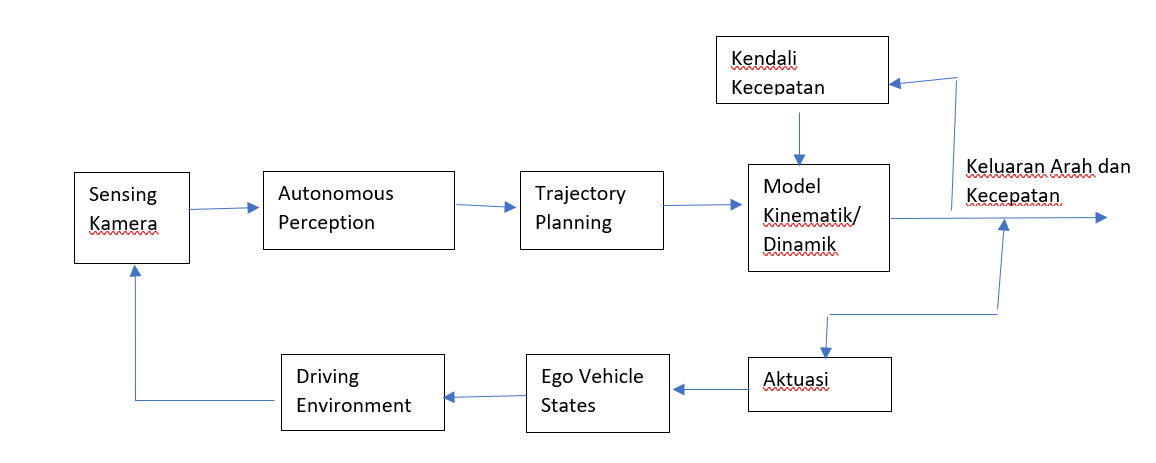 Kendali
Kecepatan
Sensing
Kamera
Autonomous
Perception
Trajectory
Planning
Model
Kinematik/
Dinamik
Keluaran Arah dan
Kecepatan
Driving
Environment
Ego Vehicle
States
Aktuasi